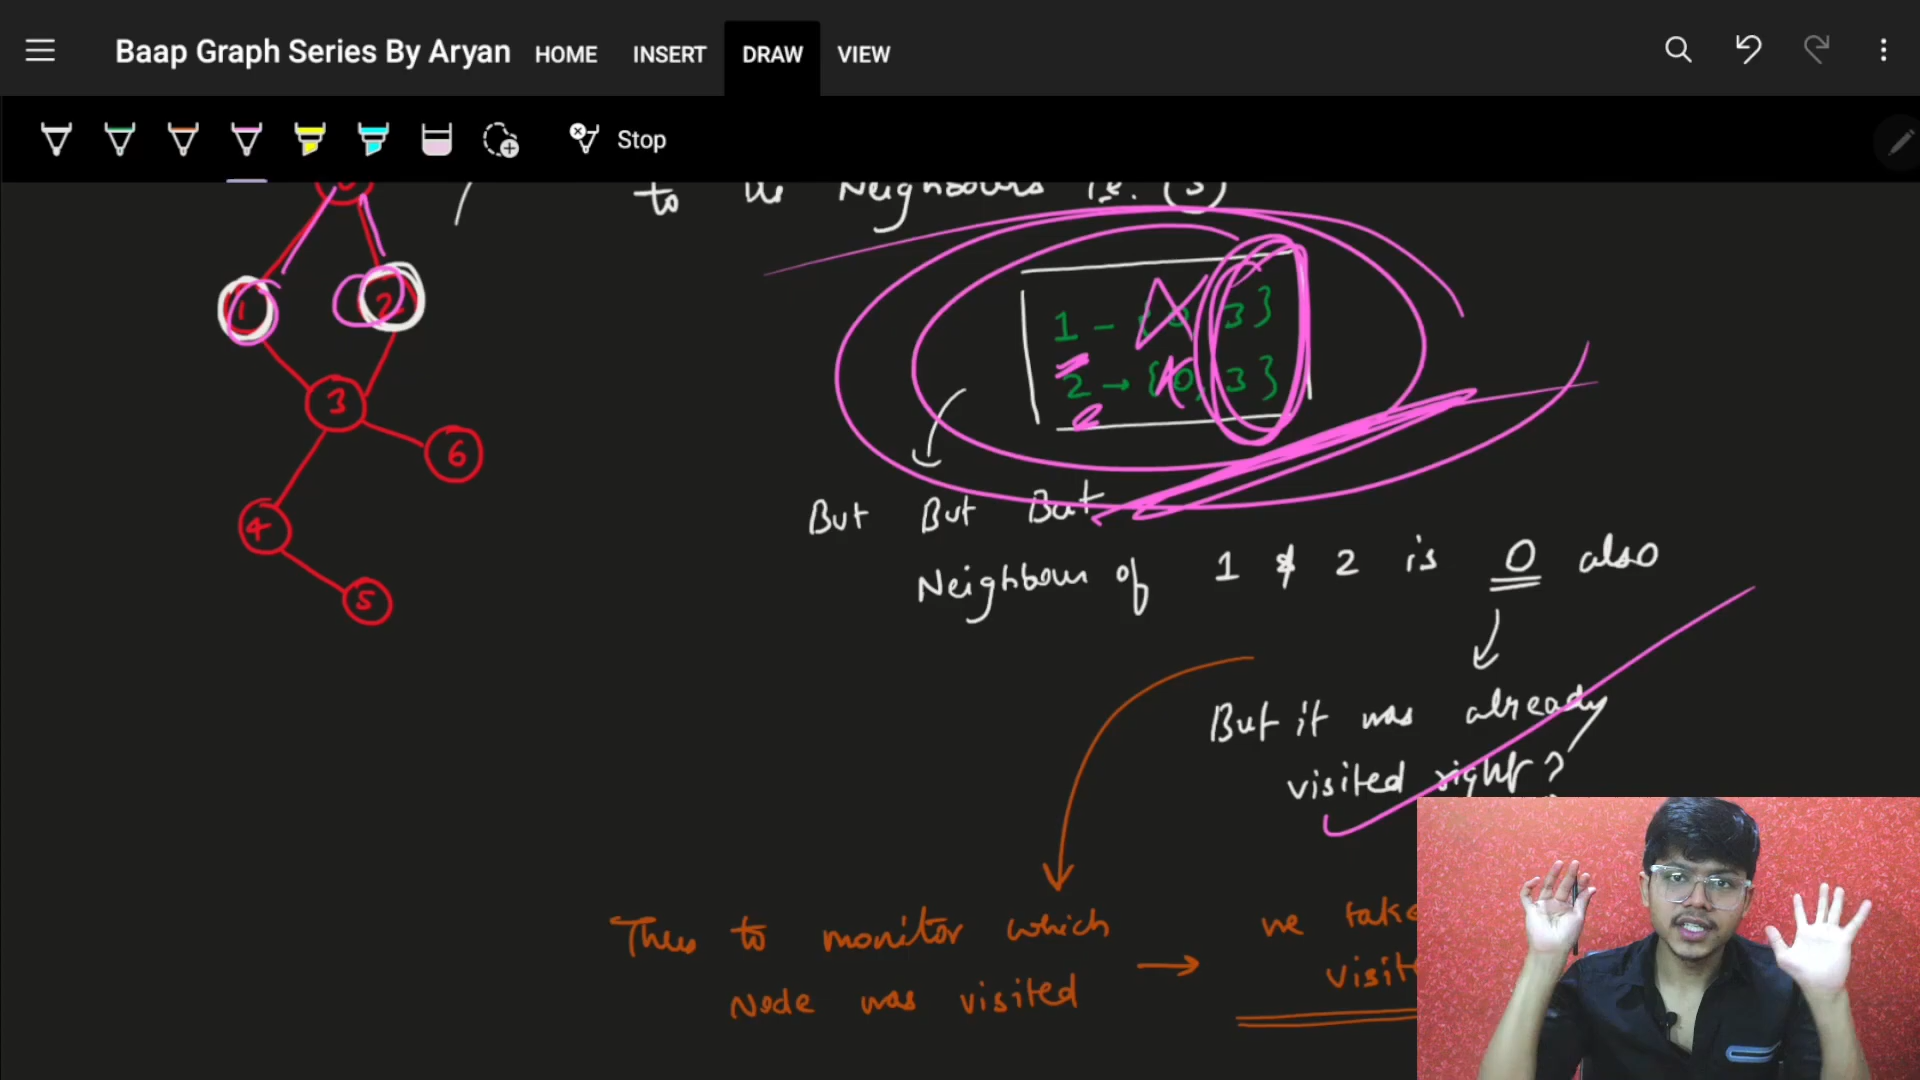 Baap Graph Series By Aryan HOME INSERT DRAW VIEW
Stop
to its Neighbours i.e. (3)
1 2
3
6
4
5
1 - {0, 3}
2 → {0, 3}
But But But
Neighbour of 1 & 2 is 0 also
But it was already
visited right?
Thus to monitor which
Node was visited
→ we take
visit